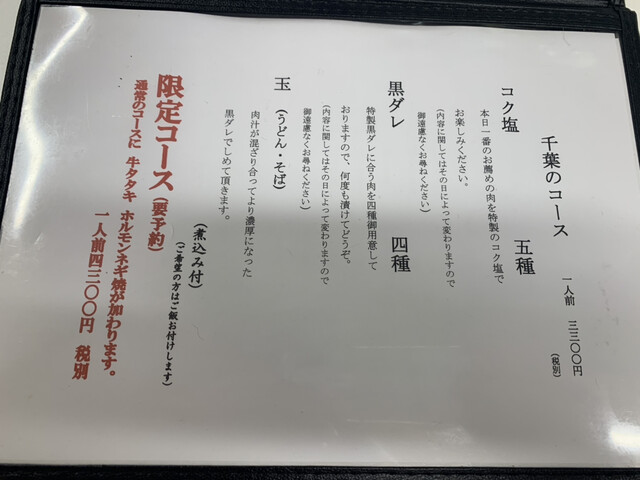 千葉のコース
一人前 三三〇〇円
(税別)
コク塩 五種
本日一番のお薦めの肉を特製のコク塩で
お楽しみください。
(内容に関してはその日によって変わりますので
御遠慮なくお尋ねください)
黒ダレ 四種
特製黒ダレに合う肉を四種御用意して
おりますので、何度も漬けてどうぞ。
(内容に関してはその日によって変わりますので
御遠慮なくお尋ねください)
玉 (うどん・そば)
肉汁が混ざり合ってより濃厚になった
黒ダレでしめて頂きます。
(煮込み付)
(ご希望の方はご飯お付けします)
限定コース(要予約)
通常のコースに 牛タタキ ホルモンネギ焼が加わります。
一人前四三〇〇円 税別